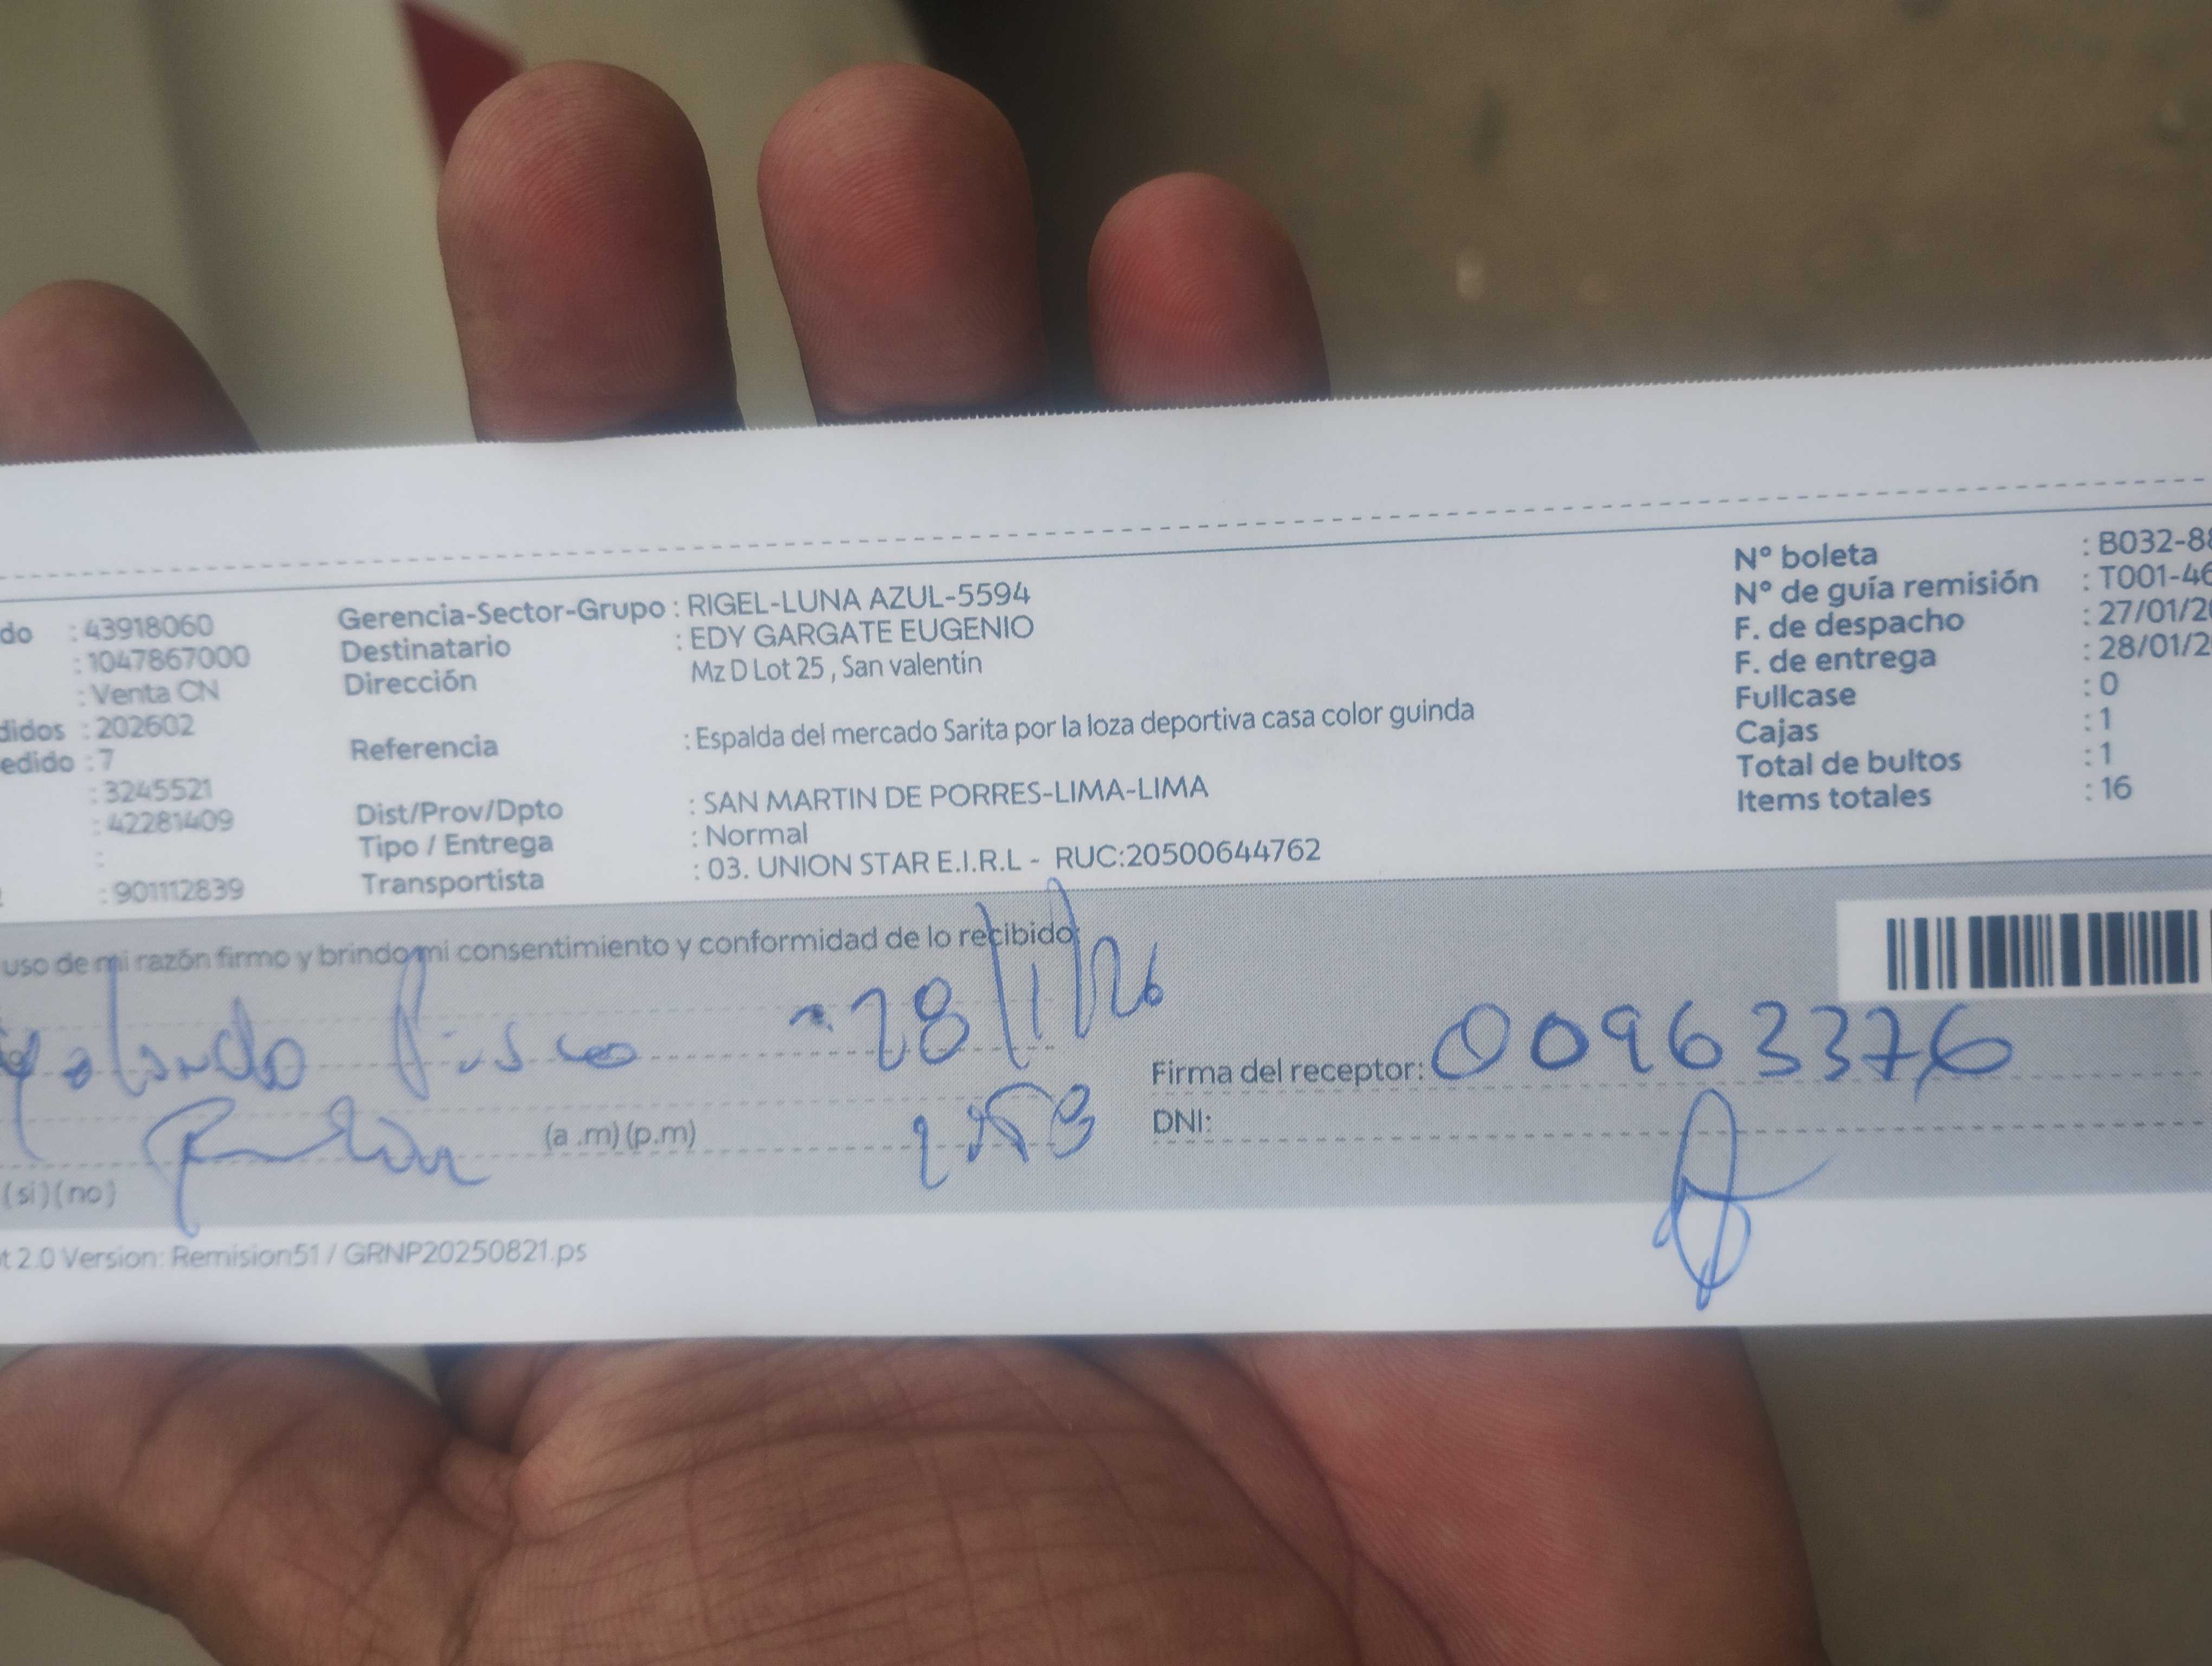 do : 43918060
: 1047867000
: Venta CN
didos : 202602
edido : 7
: 3245521
: 42281409
:
: 901112839
Gerencia-Sector-Grupo : RIGEL-LUNA AZUL-5594
Destinatario : EDY GARGATE EUGENIO
Dirección Mz D Lot 25 , San valentín
Referencia : Espalda del mercado Sarita por la loza deportiva casa color guinda
Dist/Prov/Dpto : SAN MARTIN DE PORRES-LIMA-LIMA
Tipo / Entrega : Normal
Transportista : 03. UNION STAR E.I.R.L - RUC:20500644762
Nº boleta : B032-88
Nº de guía remisión : T001-46
F. de despacho : 27/01/20
F. de entrega : 28/01/2
Fullcase : 0
Cajas : 1
Total de bultos : 1
Items totales : 16
uso de mi razón firmo y brindo mi consentimiento y conformidad de lo recibido
28/1/26
Firma del receptor: 00963376
(a .m) (p.m)
DNI:
(si) (no)
t 2.0 Version: Remision51 / GRNP20250821.ps